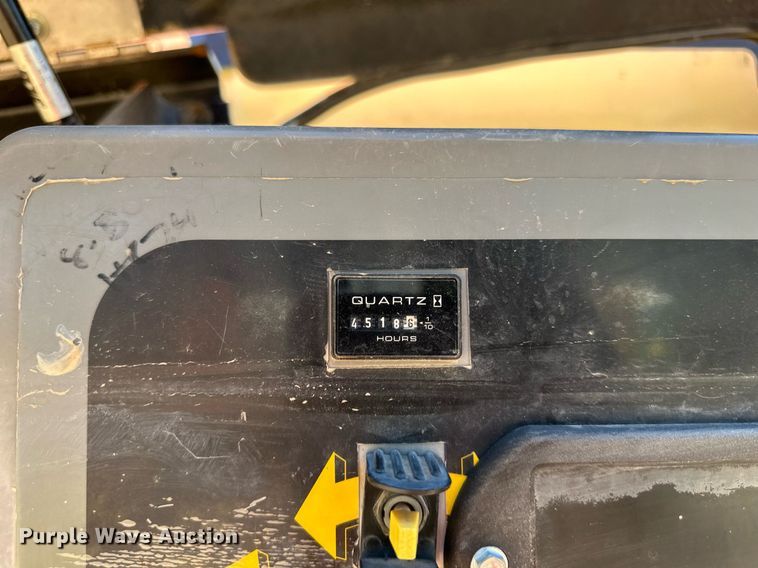 QUARTZ
45186 1/10
HOURS
Purple Wave Auction